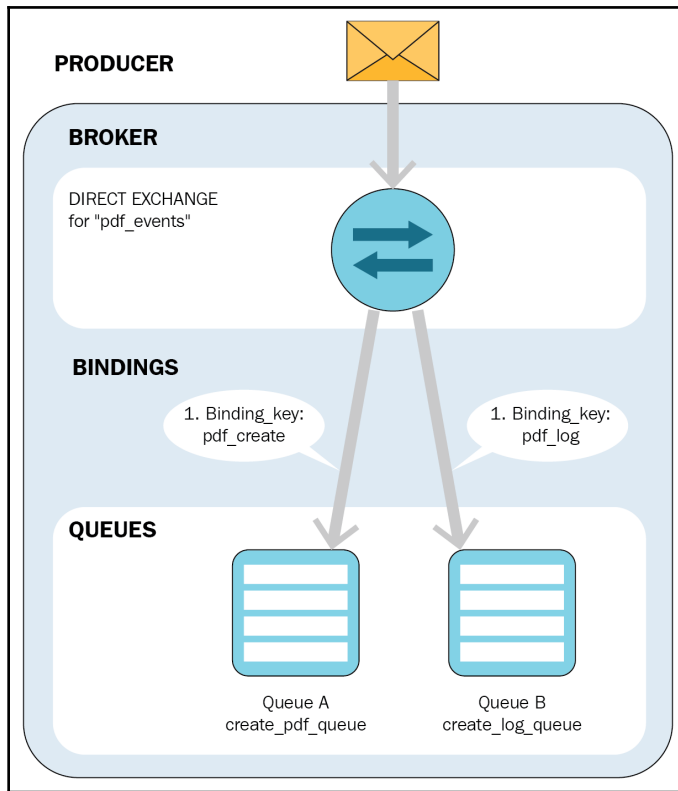 PRODUCER
BROKER
DIRECT EXCHANGE
for "pdf_events"
BINDINGS
1. Binding_key:
pdf_create
1. Binding_key:
pdf_log
QUEUES
Queue A
create_pdf_queue
Queue B
create_log_queue